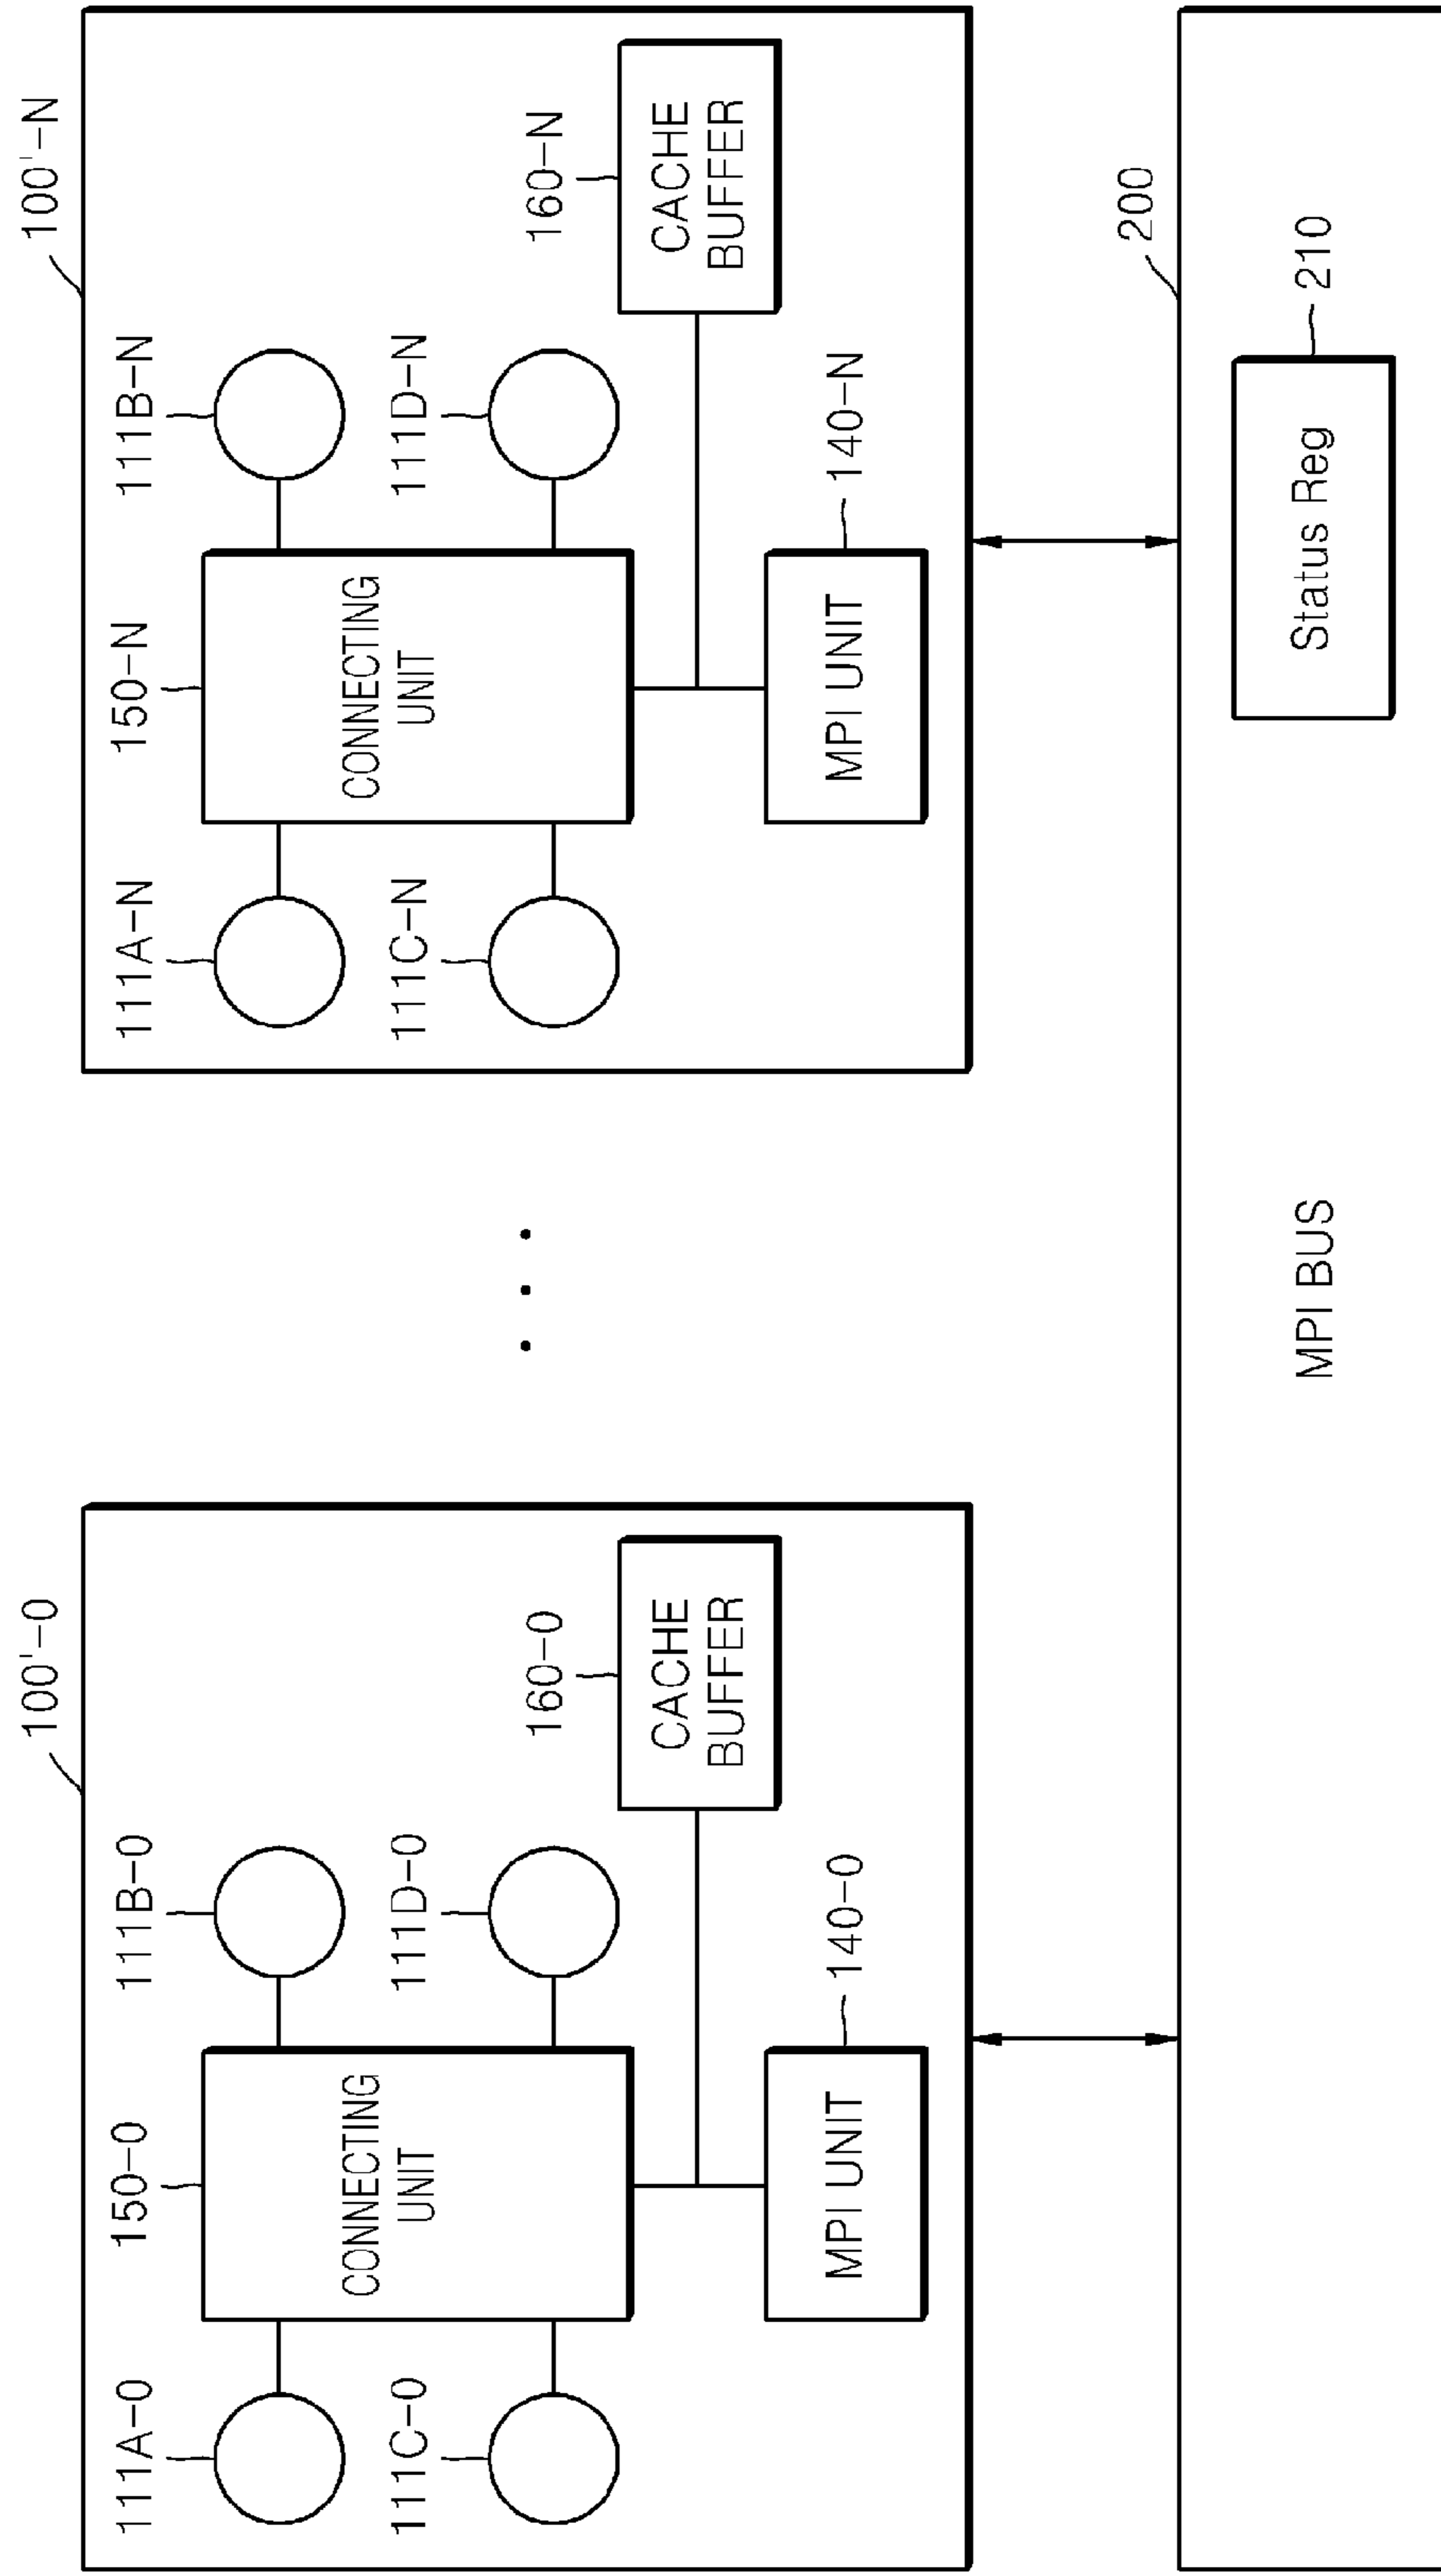 100'-0
100'-N
150-0
111A-0
111B-0
CONNECTING
UNIT
111C-0
111D-0
160-0
CACHE
BUFFER
MPI UNIT
140-0
150-N
111A-N
111B-N
CONNECTING
UNIT
111C-N
111D-N
160-N
CACHE
BUFFER
MPI UNIT
140-N
200
MPI BUS
Status Reg
210